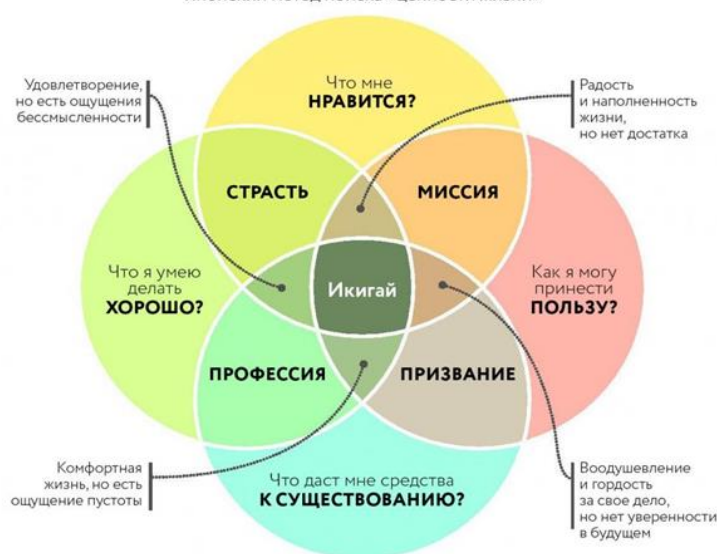 Что мне
НРАВИТСЯ?
Удовлетворение,
но есть ощущения
бессмысленности
Радость
и наполненность
жизни,
но нет достатка
СТРАСТЬ
МИССИЯ
Что я умею
делать
ХОРОШО?
Икигай
Как я могу
принести
ПОЛЬЗУ?
ПРОФЕССИЯ
ПРИЗВАНИЕ
Комфортная
жизнь, но есть
ощущение пустоты
Что даст мне средства
К СУЩЕСТВОВАНИЮ?
Воодушевление
и гордость
за свое дело,
но нет уверенности
в будущем